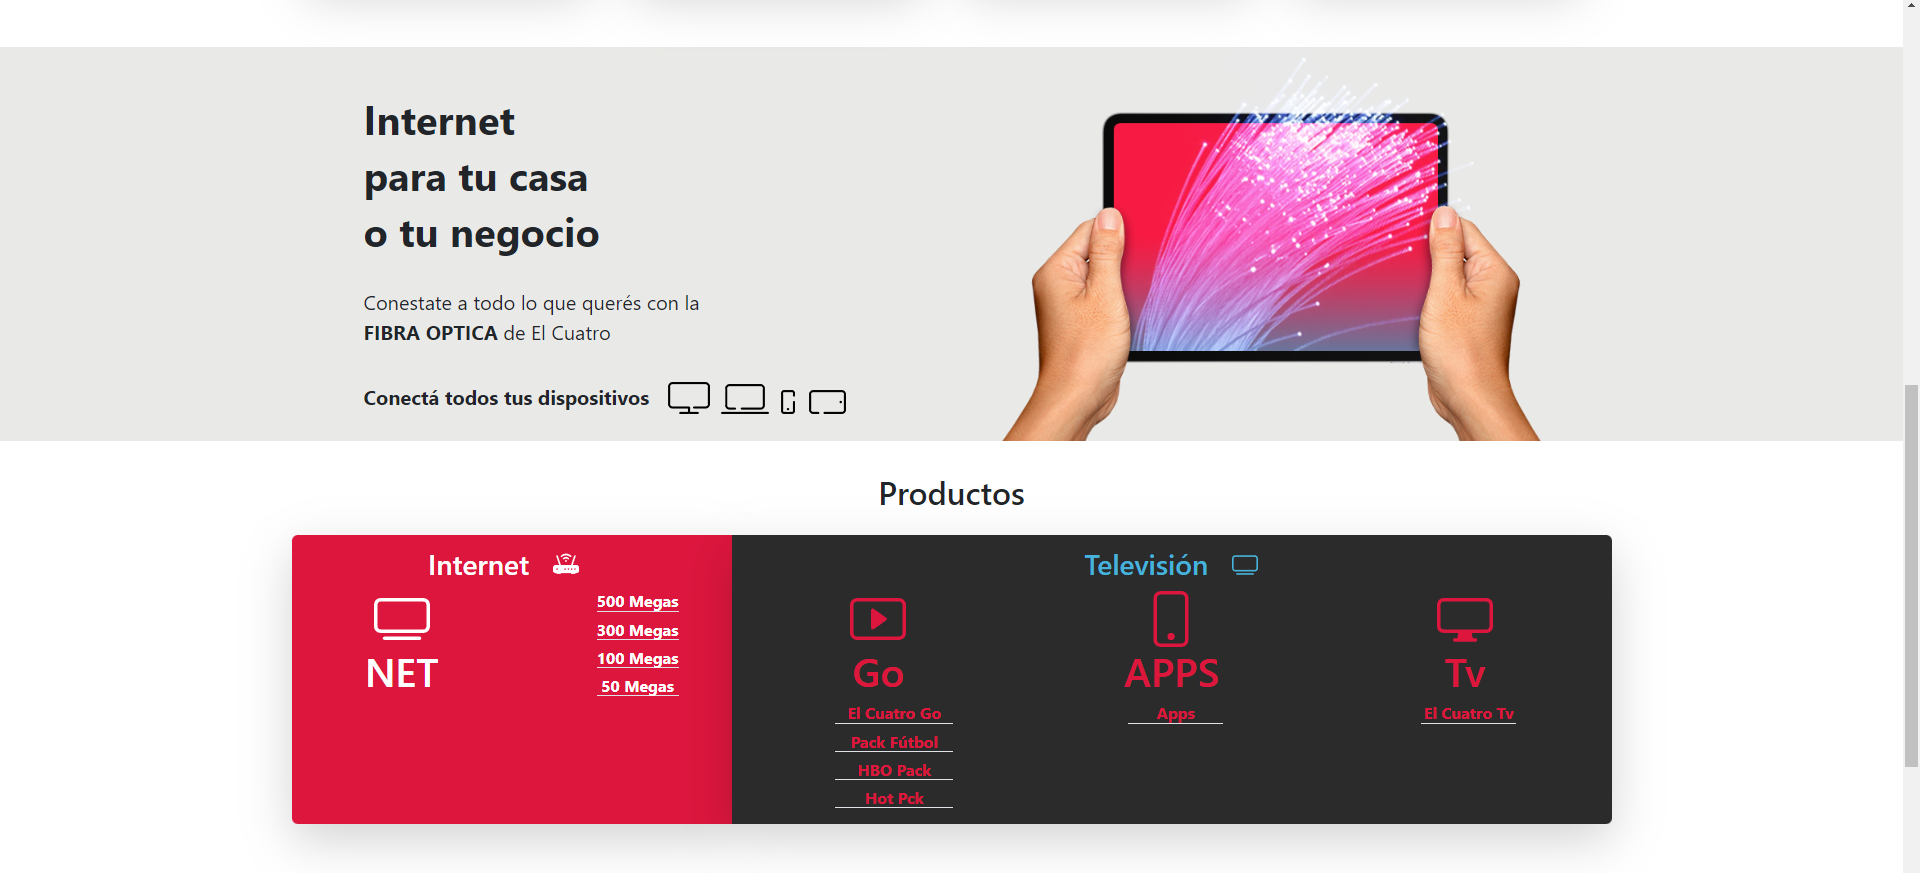 Internet
para tu casa
o tu negocio
Conestate a todo lo que querés con la
FIBRA OPTICA de El Cuatro
Conectá todos tus dispositivos
Productos
Internet
NET
500 Megas
300 Megas
100 Megas
50 Megas
Televisión
Go
El Cuatro Go
Pack Fútbol
HBO Pack
Hot Pck
APPS
Apps
Tv
El Cuatro Tv